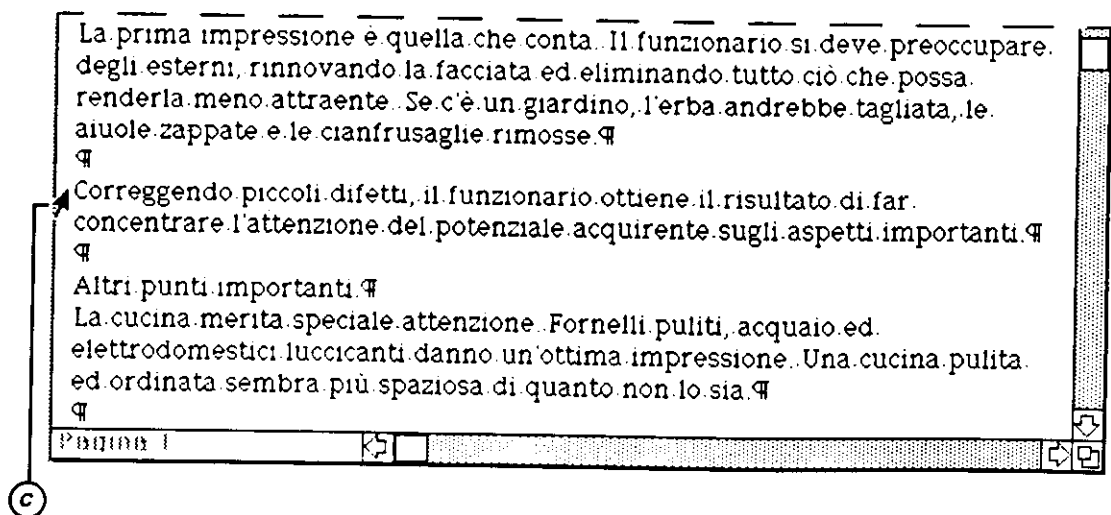 La prima impressione è quella che conta. Il funzionario si deve preoccupare
degli esterni, rinnovando la facciata ed eliminando tutto ciò che possa
renderla meno attraente. Se c'è un giardino, l'erba andrebbe tagliata, le
aiuole zappate e le cianfrusaglie rimosse.¶
¶
Correggendo piccoli difetti, il funzionario ottiene il risultato di far
concentrare l'attenzione del potenziale acquirente sugli aspetti importanti.¶
¶
Altri punti importanti.¶
La cucina merita speciale attenzione. Fornelli puliti, acquaio ed
elettrodomestici luccicanti danno un'ottima impressione. Una cucina pulita
ed ordinata sembra più spaziosa di quanto non lo sia.¶
¶
Pagina 1
c